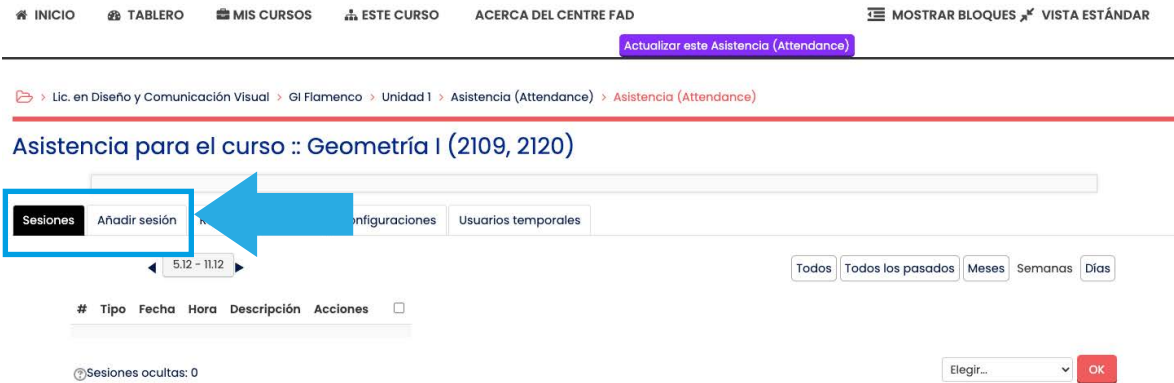 INICIO TABLERO MIS CURSOS ESTE CURSO ACERCA DEL CENTRE FAD MOSTRAR BLOQUES VISTA ESTÁNDAR
Actualizar este Asistencia (Attendance)
> Lic. en Diseño y Comunicación Visual > GI Flamenco > Unidad 1 > Asistencia (Attendance) > Asistencia (Attendance)
Asistencia para el curso :: Geometría I (2109, 2120)
Sesiones Añadir sesión onfiguraciones Usuarios temporales
5.12 - 11.12 Todos Todos los pasados Meses Semanas Días
# Tipo Fecha Hora Descripción Acciones
Sesiones ocultas: 0
Elegir... OK